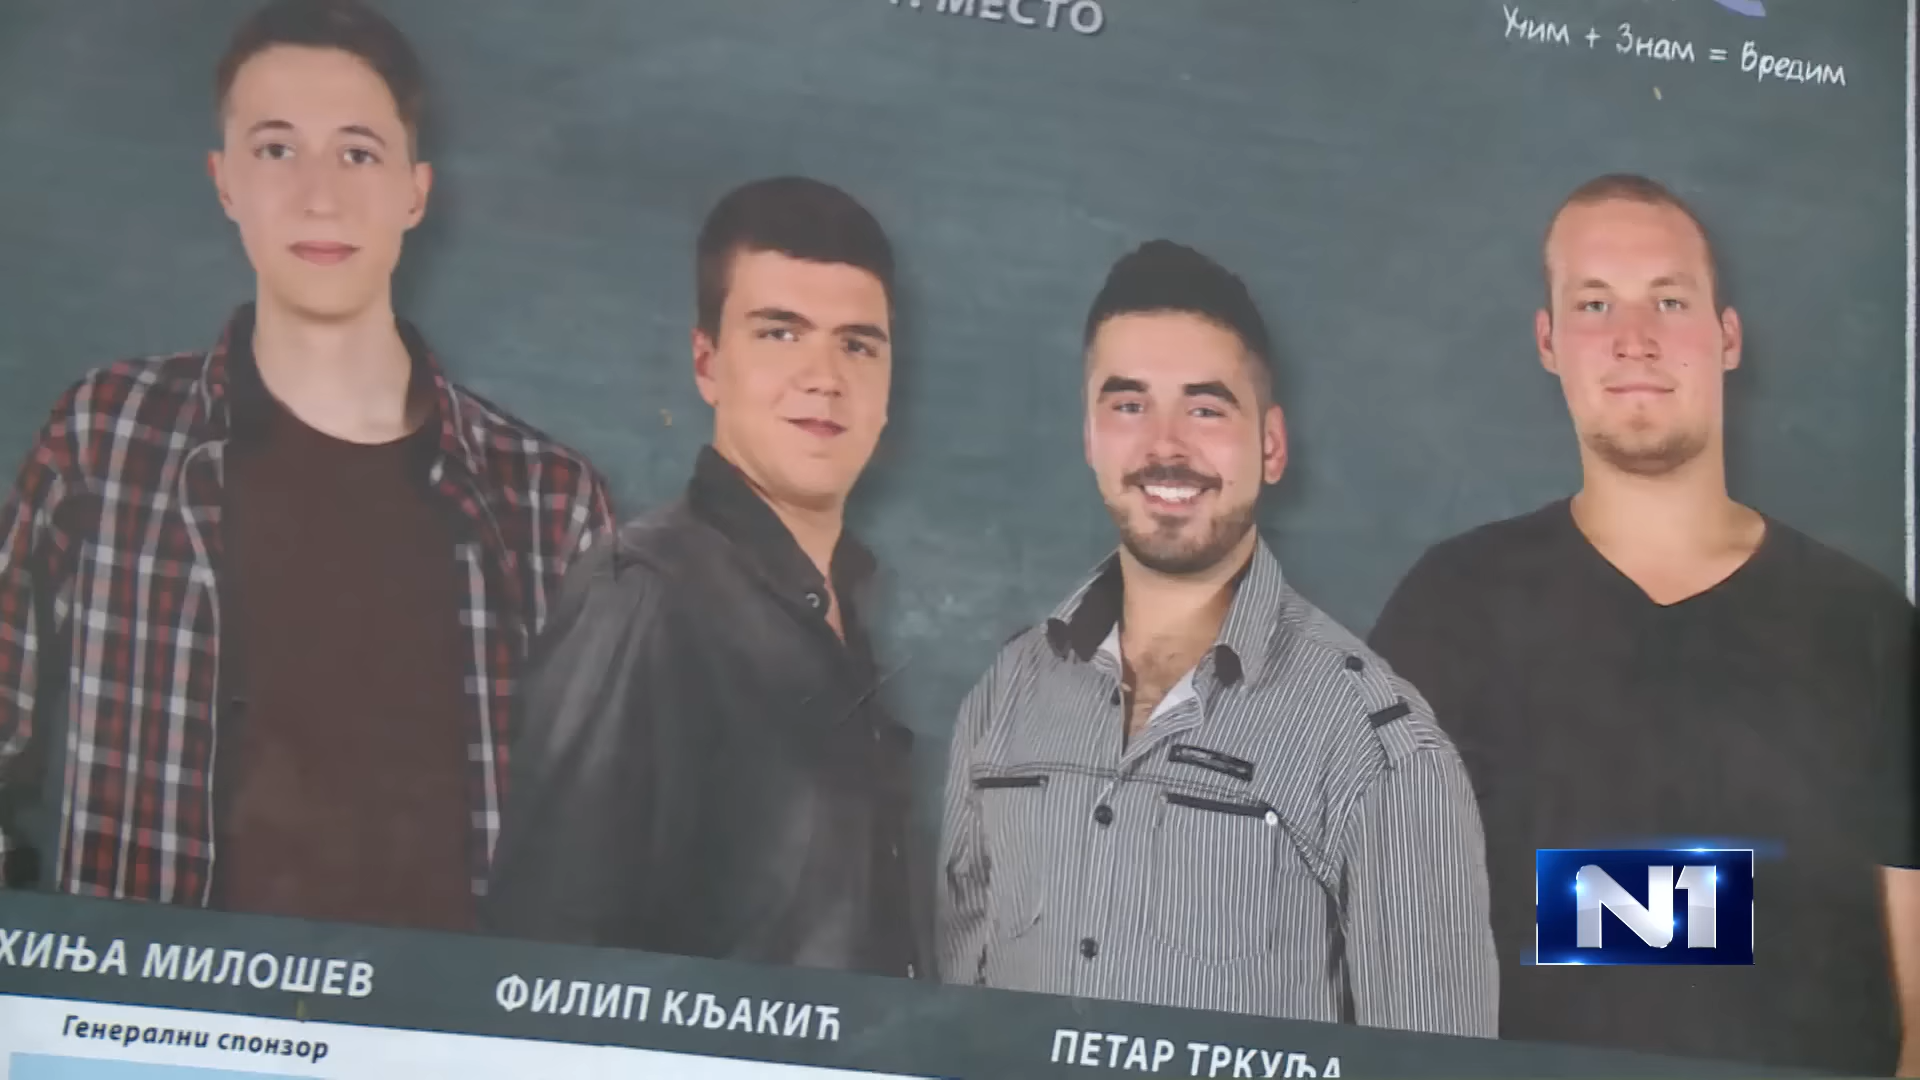 МЕСТО
Учим + Знам = Вредим
ХИЊА МИЛОШЕВ
ФИЛИП КЉАКИЋ
ПЕТАР ТРКУЉА
Генерални спонзор
N1